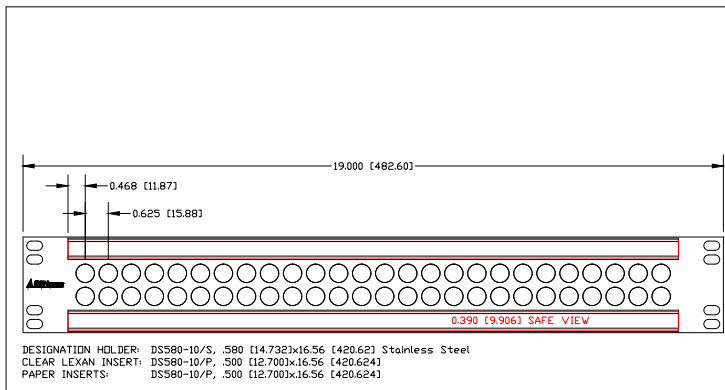 19.000 [482.60]
0.468 [11.87]
0.625 [15.88]
0.390 [9.906] SAFE VIEW
DESIGNATION HOLDER: DS580-10/S, .580 [14.732]x16.56 [420.62] Stainless Steel
CLEAR LEXAN INSERT: DS580-10/P, .500 [12.700]x.16.56 [420.624]
PAPER INSERTS: DS580-10/P, .500 [12.700]x.16.56 [420.624]